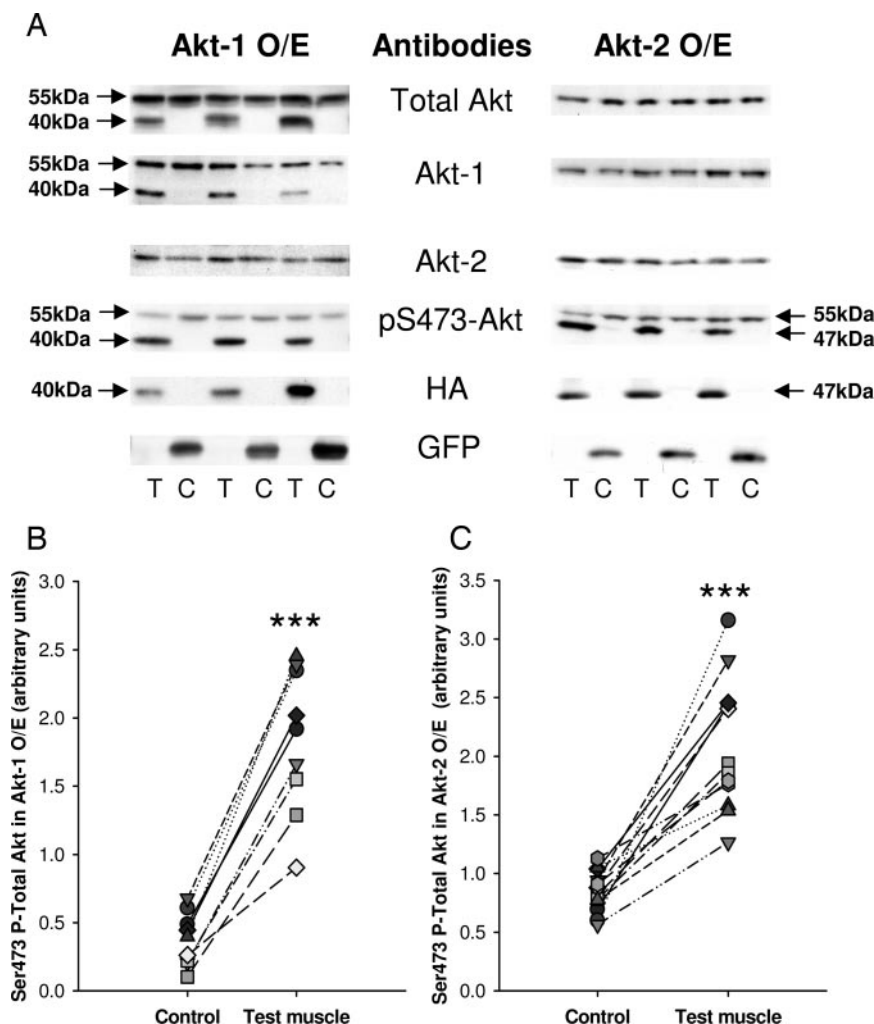 A
Akt-1 O/E Antibodies Akt-2 O/E
55kDa
40kDa
Total Akt
55kDa
40kDa
Akt-1
Akt-2
55kDa
40kDa
pS473-Akt
55kDa
47kDa
40kDa
HA
47kDa
GFP
T C T C T C
T C T C T C
B
Ser473 P-Total Akt in Akt-1 O/E (arbitrary units)
3.0
2.5
2.0
1.5
1.0
0.5
0.0
***
Control Test muscle
C
Ser473 P-Total Akt in Akt-2 O/E (arbitrary units)
3.5
3.0
2.5
2.0
1.5
1.0
0.5
0.0
***
Control Test muscle